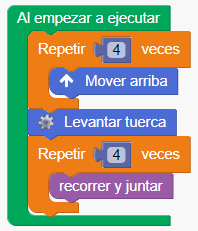 Al empezar a ejecutar
Repetir 4 veces
Mover arriba
Levantar tuerca
Repetir 4 veces
recorrer y juntar